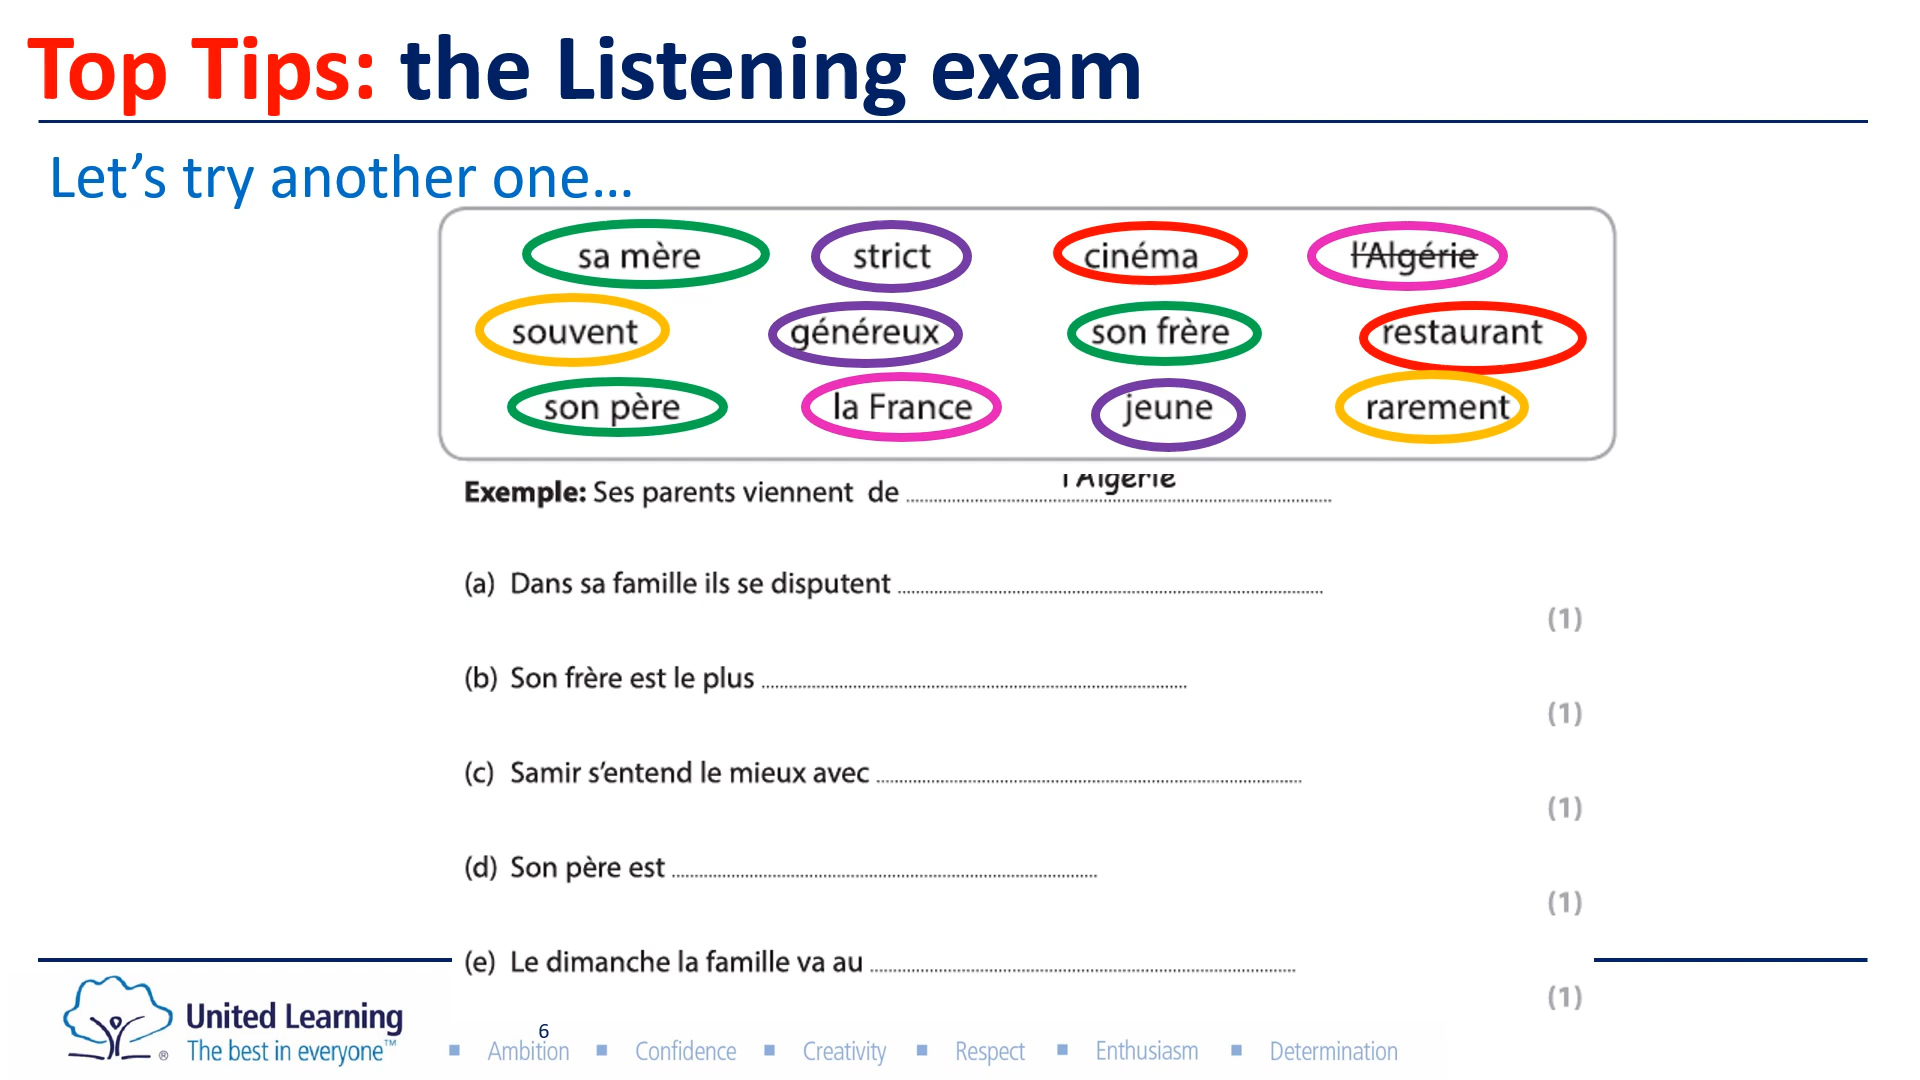 Top Tips: the Listening exam
Let's try another one...
sa mère strict cinéma l'Algérie
souvent généreux son frère restaurant
son père la France jeune rarement
l'Algérie
Exemple: Ses parents viennent de
(a) Dans sa famille ils se disputent
(1)
(b) Son frère est le plus
(1)
(c) Samir s'entend le mieux avec
(1)
(d) Son père est
(1)
(e) Le dimanche la famille va au
(1)
United Learning
The best in everyone™
®
6
▪ Ambition ▪ Confidence ▪ Creativity ▪ Respect ▪ Enthusiasm ▪ Determination